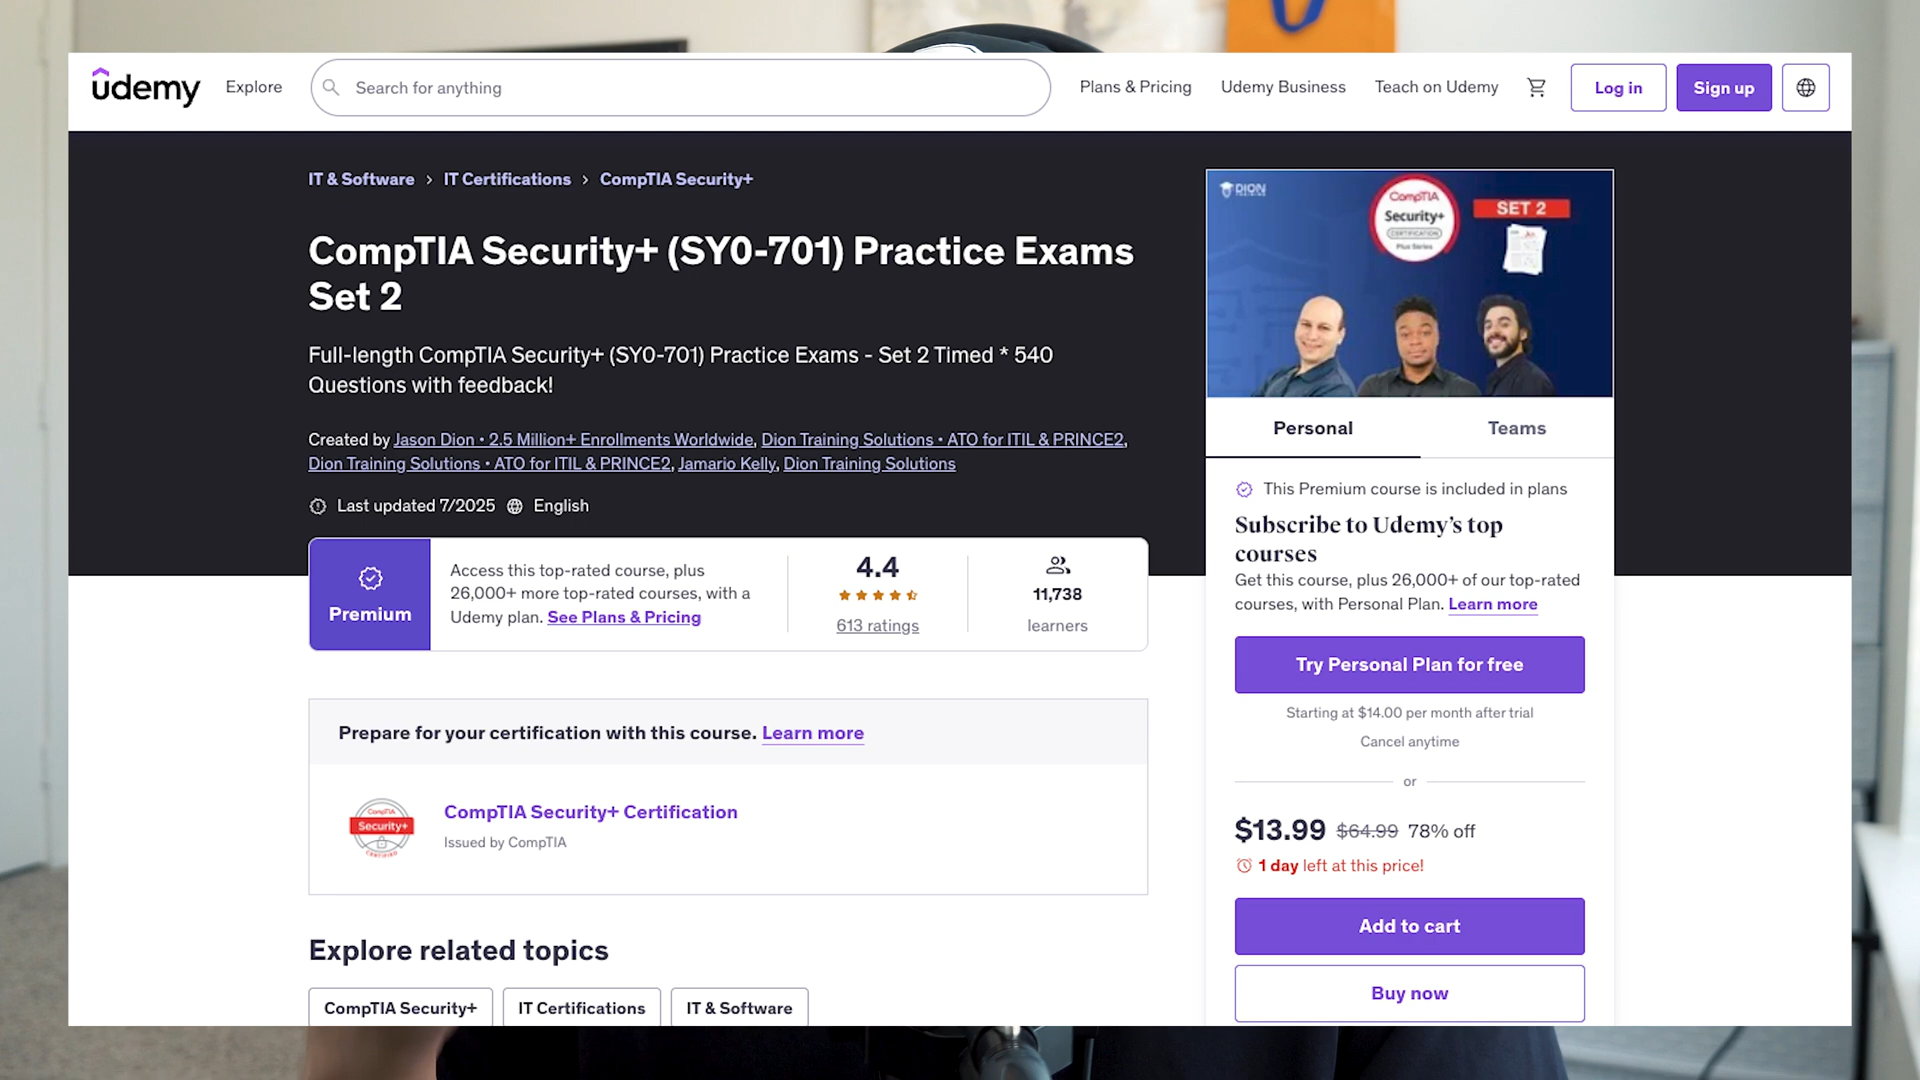 udemy
Explore
Search for anything
Plans & Pricing
Udemy Business
Teach on Udemy
Log in
Sign up
IT & Software › IT Certifications › CompTIA Security+
CompTIA Security+ (SY0-701) Practice Exams
Set 2
Full-length CompTIA Security+ (SY0-701) Practice Exams - Set 2 Timed * 540
Questions with feedback!
Created by Jason Dion • 2.5 Million+ Enrollments Worldwide, Dion Training Solutions • ATO for ITIL & PRINCE2,
Dion Training Solutions • ATO for ITIL & PRINCE2, Jamario Kelly, Dion Training Solutions
Last updated 7/2025
English
Premium
Access this top-rated course, plus
26,000+ more top-rated courses, with a
Udemy plan. See Plans & Pricing
4.4
613 ratings
11,738
learners
Prepare for your certification with this course. Learn more
CompTIA
Security+
CERTIFIED
CompTIA Security+ Certification
Issued by CompTIA
Explore related topics
CompTIA Security+
IT Certifications
IT & Software
DION
TRAINING
CompTIA
Security+
CERTIFICATION
Plus Series
SET 2
A+
Personal
Teams
This Premium course is included in plans
Subscribe to Udemy's top
courses
Get this course, plus 26,000+ of our top-rated
courses, with Personal Plan. Learn more
Try Personal Plan for free
Starting at $14.00 per month after trial
Cancel anytime
or
$13.99 $64.99 78% off
1 day left at this price!
Add to cart
Buy now